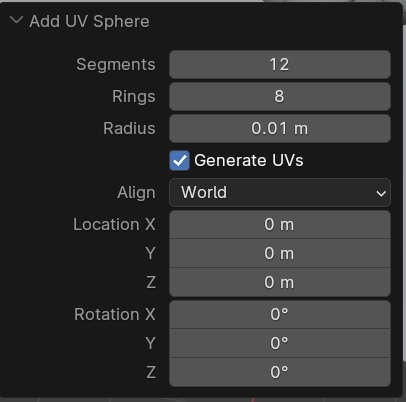 Add UV Sphere
Segments 12
Rings 8
Radius 0.01 m
Generate UVs
Align World
Location X 0 m
Y 0 m
Z 0 m
Rotation X 0°
Y 0°
Z 0°